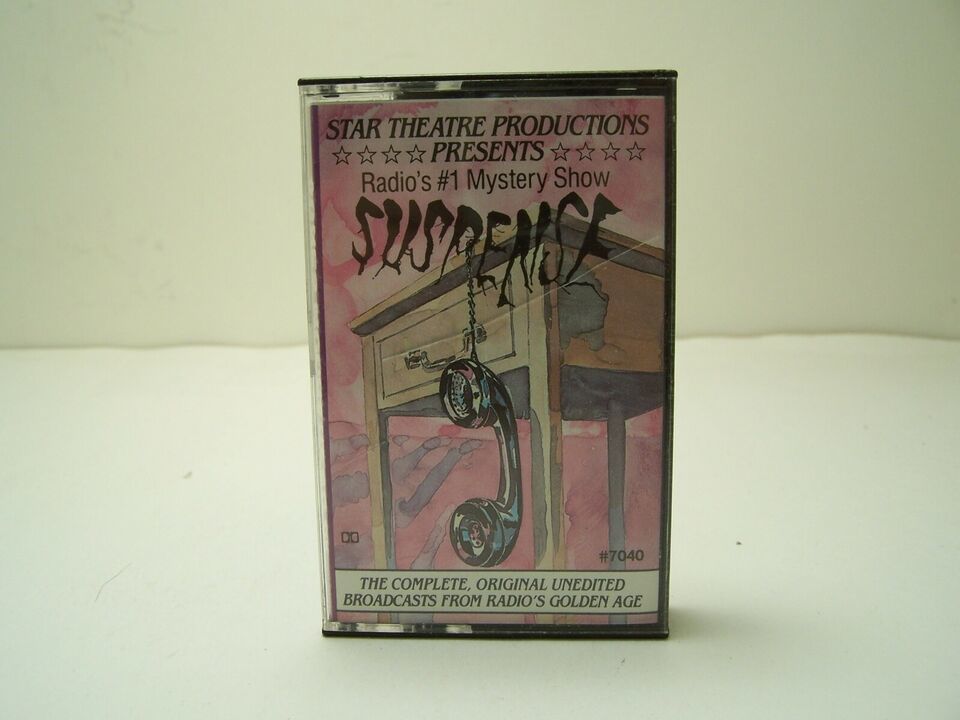 STAR THEATRE PRODUCTIONS
☆☆☆☆ PRESENTS ☆☆☆☆
Radio's #1 Mystery Show
SUSPENSE
#7040
THE COMPLETE, ORIGINAL UNEDITED
BROADCASTS FROM RADIO'S GOLDEN AGE